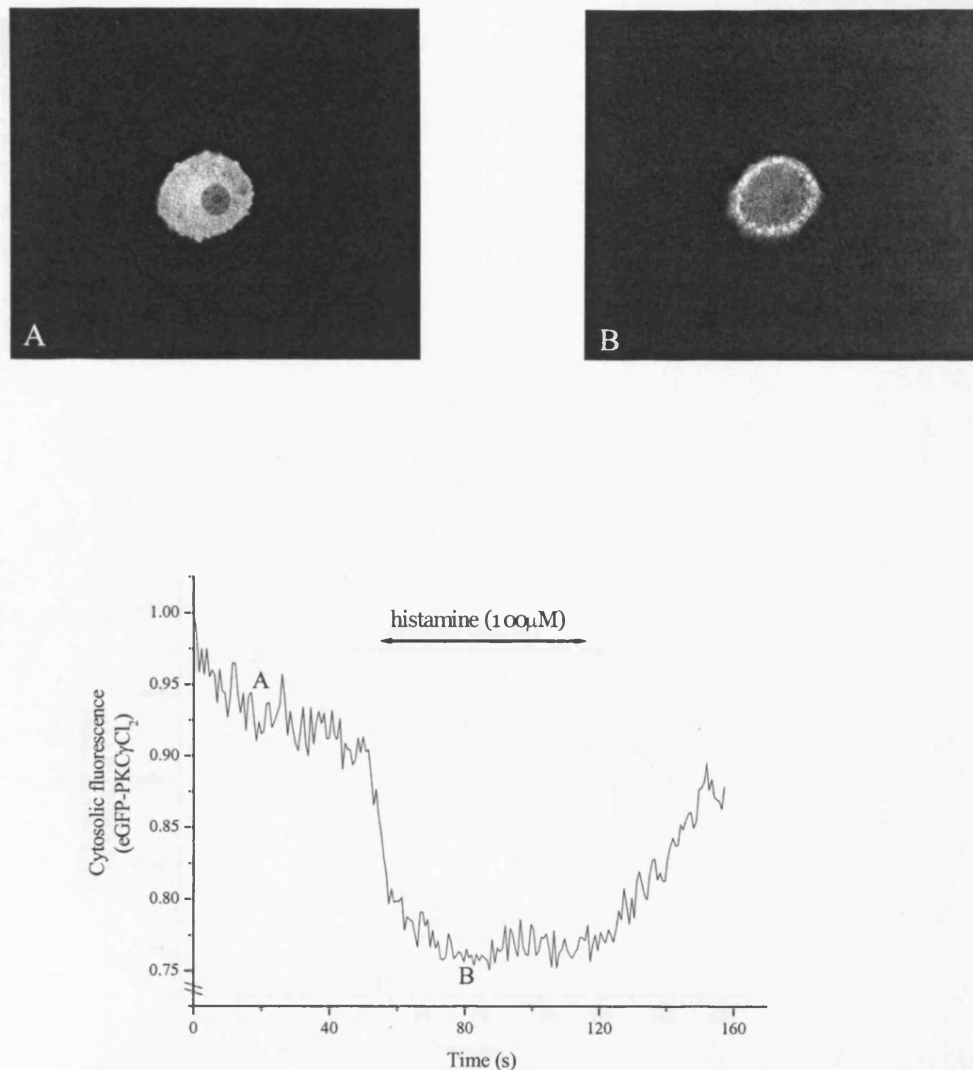 A
B
histamine (100μM)
Cytosolic fluorescence
(eGFP-PKCγCl₂)
1.00
0.95
0.90
0.85
0.80
0.75
A
B
0
40
80
120
160
Time (s)